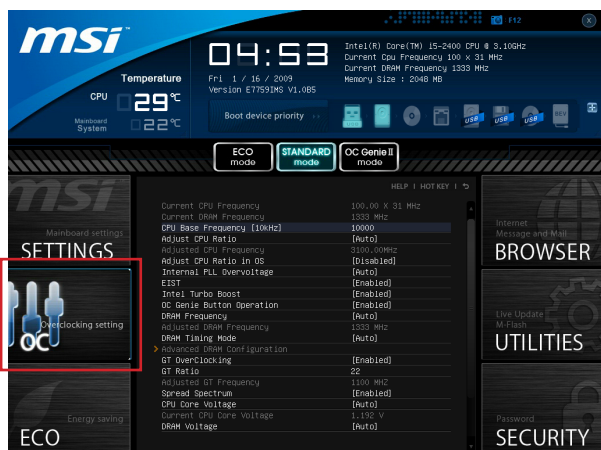 msi
F12
X
Temperature
CPU 29°C
Mainboard
System 22°C
04:53
Fri 1 / 16 / 2009
Version E7759IMS V1.0B5
Intel(R) Core(TM) i5-2400 CPU @ 3.10GHz
Current Cpu Frequency 100 x 31 MHz
Current DRAM Frequency 1333 MHz
Memory Size : 2048 MB
Boot device priority
USB
USB
USB
REV
ECO
mode
STANDARD
mode
OC Genie II
mode
HELP | HOT KEY |
msi
Mainboard settings
SETTINGS
Overclocking setting
OC
Energy saving
ECO
Current CPU Frequency 100.00 X 31 MHz
Current DRAM Frequency 1333 MHz
CPU Base Frequency [10kHz] 10000
Adjust CPU Ratio [Auto]
Adjusted CPU Frequency 3100.00MHz
Adjust CPU Ratio in OS [Disabled]
Internal PLL Overvoltage [Auto]
EIST [Enabled]
Intel Turbo Boost [Enabled]
OC Genie Button Operation [Enabled]
DRAM Frequency [Auto]
Adjusted DRAM Frequency 1333 MHz
DRAM Timing Mode [Auto]
> Advanced DRAM Configuration
GT OverClocking [Enabled]
GT Ratio 22
Adjusted GT Frequency 1100 MHZ
Spread Spectrum [Enabled]
CPU Core Voltage [Auto]
Current CPU Core Voltage 1.192 V
DRAM Voltage [Auto]
Internet
Message and Mail
BROWSER
Live Update
M-Flash
UTILITIES
Password
SECURITY